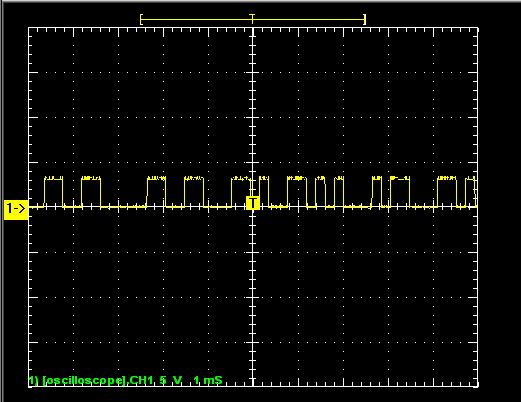 T
1->
T
1) [oscilloscope],CH1, 5 V, 1 mS